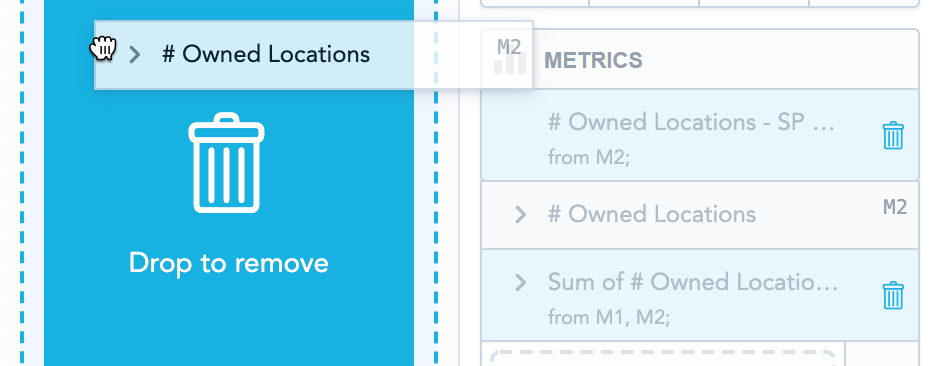 # Owned Locations
M2
Drop to remove
METRICS
# Owned Locations - SP ...
from M2;
# Owned Locations
M2
Sum of # Owned Locatio...
from M1, M2;